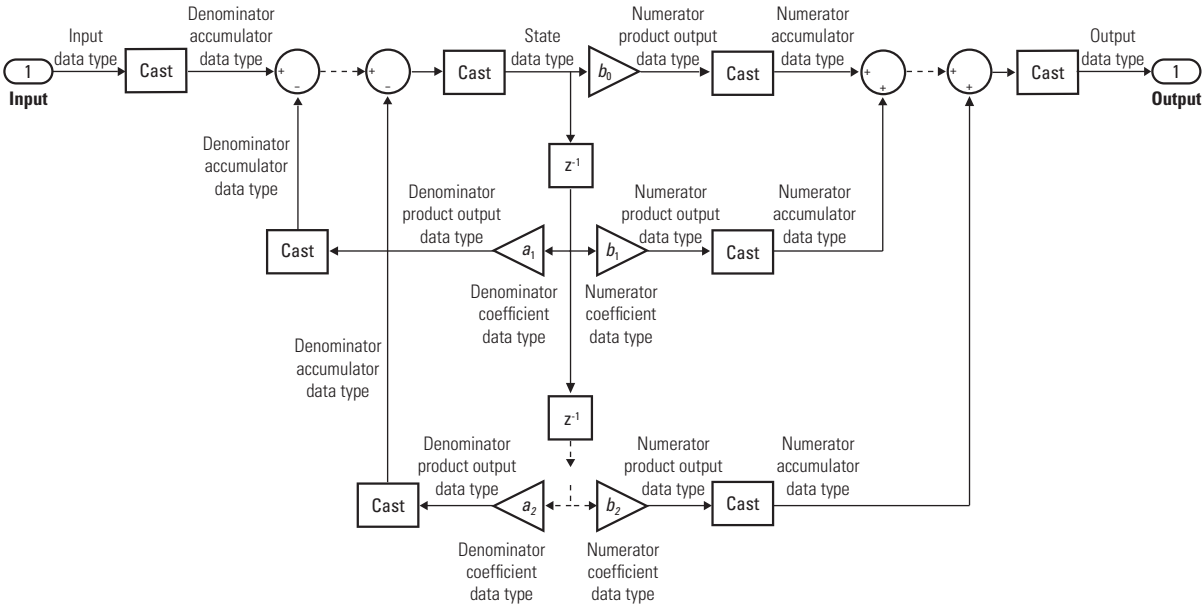 Input
data type
Denominator
accumulator
data type
State
data type
Numerator
product output
data type
Numerator
accumulator
data type
Output
data type
1
Input
Cast
+
−
+
−
Cast
b0
Cast
+
+
+
+
Cast
1
Output
Denominator
accumulator
data type
z-1
Denominator
product output
data type
Numerator
product output
data type
Numerator
accumulator
data type
Cast
a1
b1
Cast
Denominator
coefficient
data type
Numerator
coefficient
data type
Denominator
accumulator
data type
z-1
Denominator
product output
data type
Numerator
product output
data type
Numerator
accumulator
data type
Cast
a2
b2
Cast
Denominator
coefficient
data type
Numerator
coefficient
data type